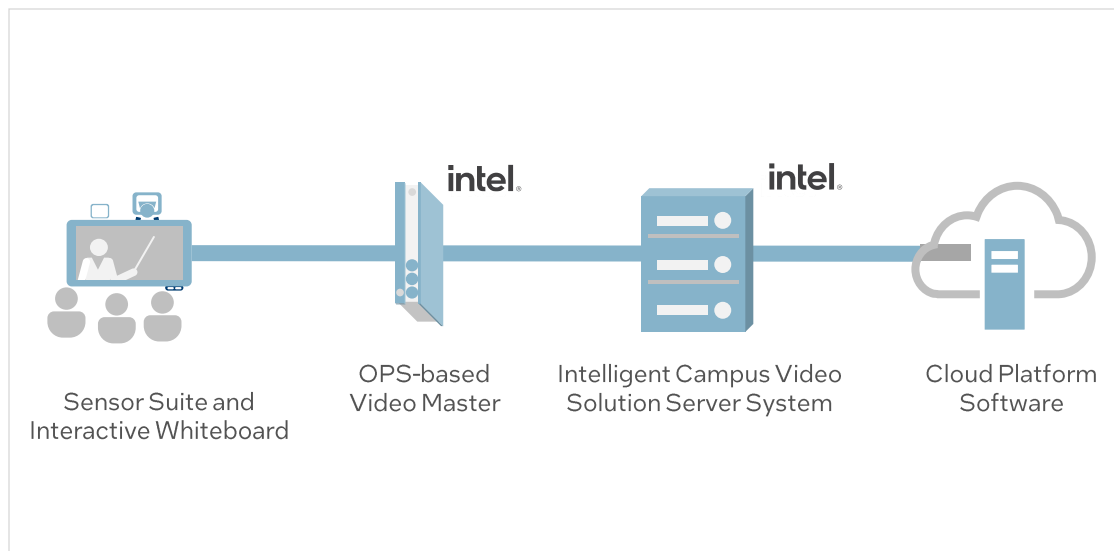 intel®
intel®
Sensor Suite and
Interactive Whiteboard
OPS-based
Video Master
Intelligent Campus Video
Solution Server System
Cloud Platform
Software